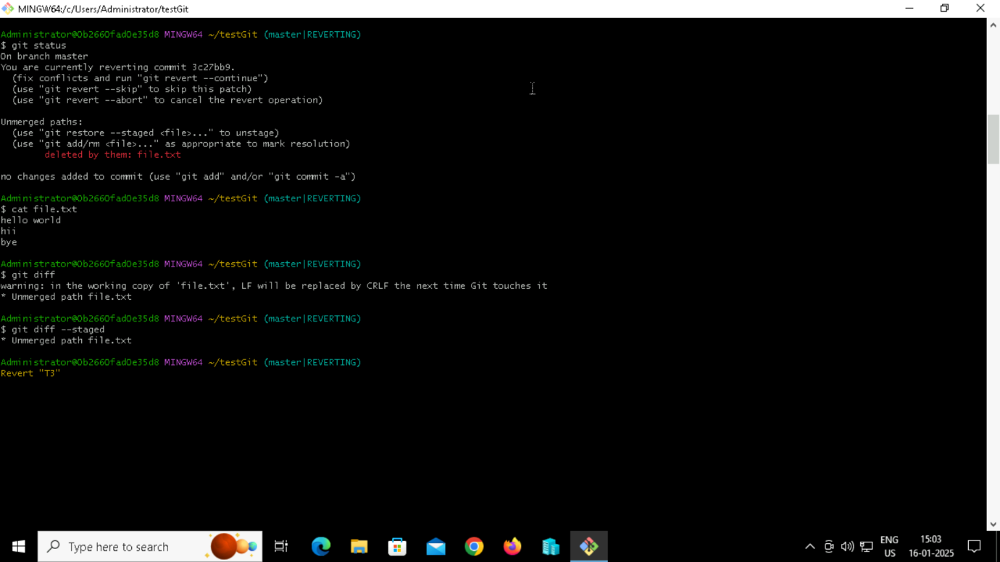 MINGW64:/c/Users/Administrator/testGit
Administrator@0b2660fad0e35d8 MINGW64 ~/testGit (master|REVERTING)
$ git status
On branch master
You are currently reverting commit 3c27bb9.
  (fix conflicts and run "git revert --continue")
  (use "git revert --skip" to skip this patch)
  (use "git revert --abort" to cancel the revert operation)
Unmerged paths:
  (use "git restore --staged <file>..." to unstage)
  (use "git add/rm <file>..." as appropriate to mark resolution)
        deleted by them: file.txt
no changes added to commit (use "git add" and/or "git commit -a")
Administrator@0b2660fad0e35d8 MINGW64 ~/testGit (master|REVERTING)
$ cat file.txt
hello world
hii
bye
Administrator@0b2660fad0e35d8 MINGW64 ~/testGit (master|REVERTING)
$ git diff
warning: in the working copy of 'file.txt', LF will be replaced by CRLF the next time Git touches it
* Unmerged path file.txt
Administrator@0b2660fad0e35d8 MINGW64 ~/testGit (master|REVERTING)
$ git diff --staged
* Unmerged path file.txt
Administrator@0b2660fad0e35d8 MINGW64 ~/testGit (master|REVERTING)
Revert "T3"
Type here to search
ENG
US
15:03
16-01-2025